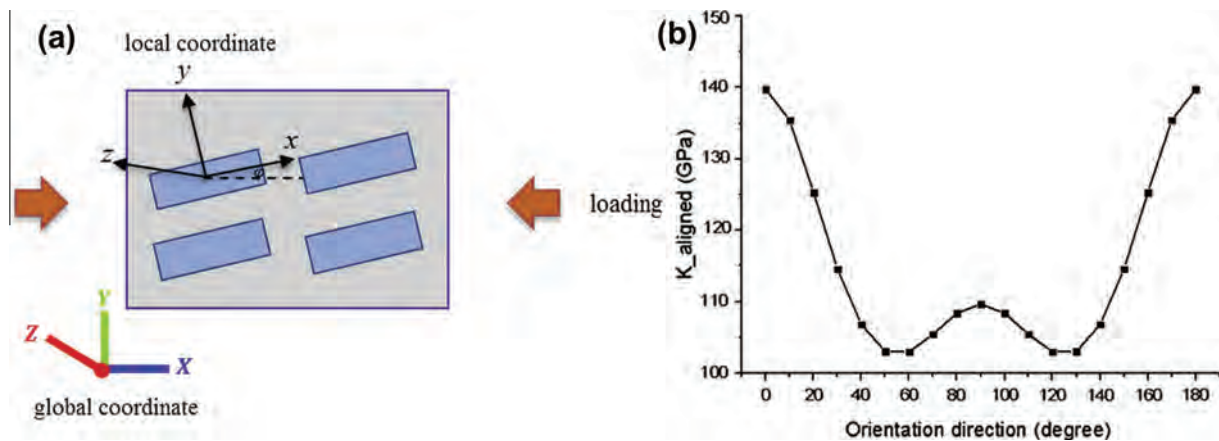 (a)
local coordinate
y
z
x
φ
loading
Y
Z
X
global coordinate
(b)
K_aligned (GPa)
150
140
130
120
110
100
0 20 40 60 80 100 120 140 160 180
Orientation direction (degree)